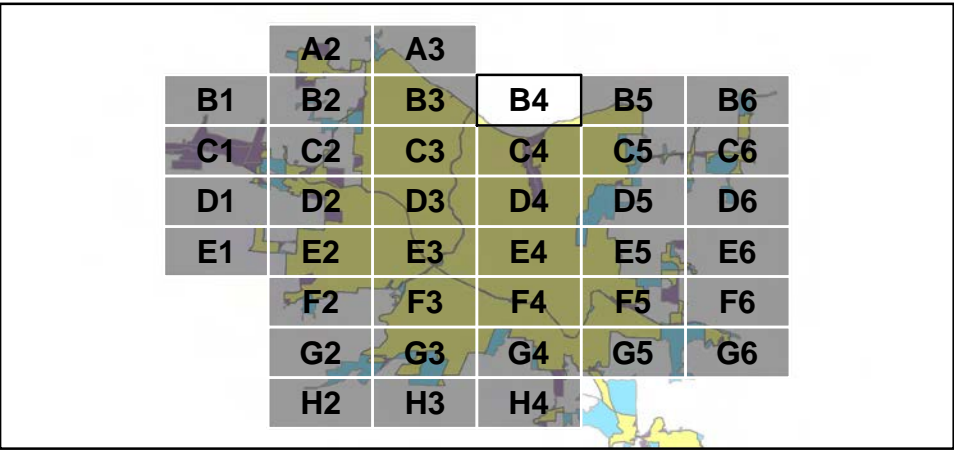 A2 A3
B1 B2 B3 B4 B5 B6
C1 C2 C3 C4 C5 C6
D1 D2 D3 D4 D5 D6
E1 E2 E3 E4 E5 E6
F2 F3 F4 F5 F6
G2 G3 G4 G5 G6
H2 H3 H4